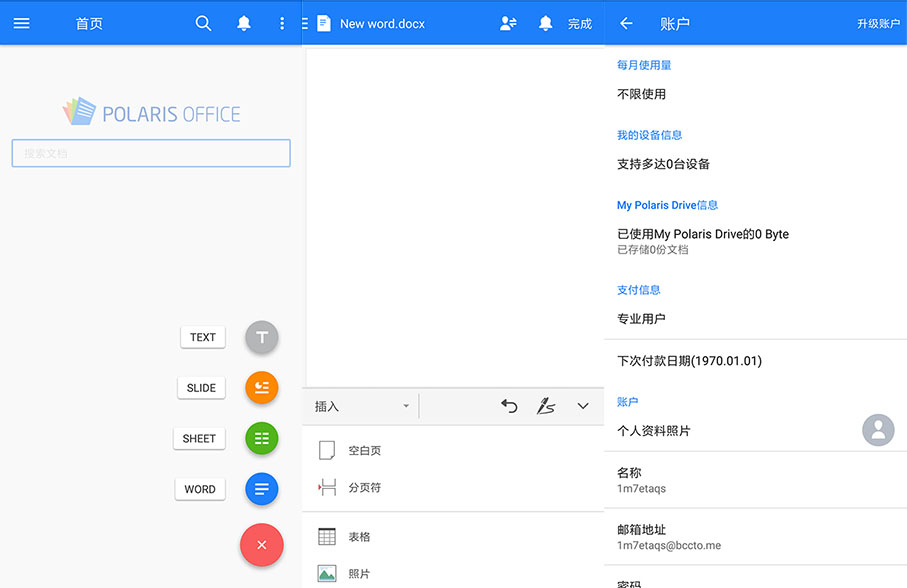 首页
POLARIS OFFICE
搜索文档
TEXT
T
SLIDE
SHEET
WORD
New word.docx
完成
插入
空白页
分页符
表格
照片
账户
升级账户
每月使用量
不限使用
我的设备信息
支持多达0台设备
My Polaris Drive信息
已使用My Polaris Drive的0 Byte
已存储0份文档
支付信息
专业用户
下次付款日期(1970.01.01)
账户
个人资料照片
名称
1m7etaqs
邮箱地址
1m7etaqs@bccto.me
密码